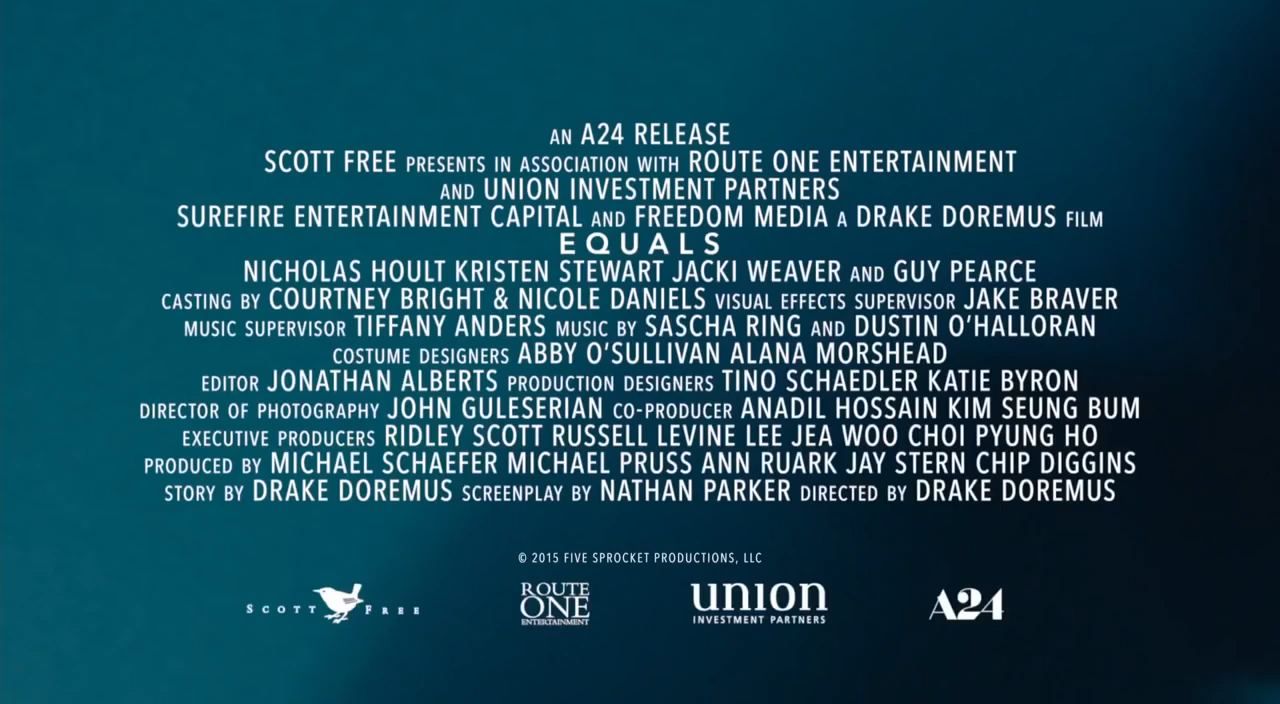 AN A24 RELEASE
SCOTT FREE PRESENTS IN ASSOCIATION WITH ROUTE ONE ENTERTAINMENT
AND UNION INVESTMENT PARTNERS
SUREFIRE ENTERTAINMENT CAPITAL AND FREEDOM MEDIA A DRAKE DOREMUS FILM
EQUALS
NICHOLAS HOULT KRISTEN STEWART JACKI WEAVER AND GUY PEARCE
CASTING BY COURTNEY BRIGHT & NICOLE DANIELS VISUAL EFFECTS SUPERVISOR JAKE BRAVER
MUSIC SUPERVISOR TIFFANY ANDERS MUSIC BY SASCHA RING AND DUSTIN O'HALLORAN
COSTUME DESIGNERS ABBY O'SULLIVAN ALANA MORSHEAD
EDITOR JONATHAN ALBERTS PRODUCTION DESIGNERS TINO SCHAEDLER KATIE BYRON
DIRECTOR OF PHOTOGRAPHY JOHN GULESERIAN CO-PRODUCER ANADIL HOSSAIN KIM SEUNG BUM
EXECUTIVE PRODUCERS RIDLEY SCOTT RUSSELL LEVINE LEE JEA WOO CHOI PYUNG HO
PRODUCED BY MICHAEL SCHAEFER MICHAEL PRUSS ANN RUARK JAY STERN CHIP DIGGINS
STORY BY DRAKE DOREMUS SCREENPLAY BY NATHAN PARKER DIRECTED BY DRAKE DOREMUS
© 2015 FIVE SPROCKET PRODUCTIONS, LLC
SCOTT FREE
ROUTE
ONE
ENTERTAINMENT
union
INVESTMENT PARTNERS
A24